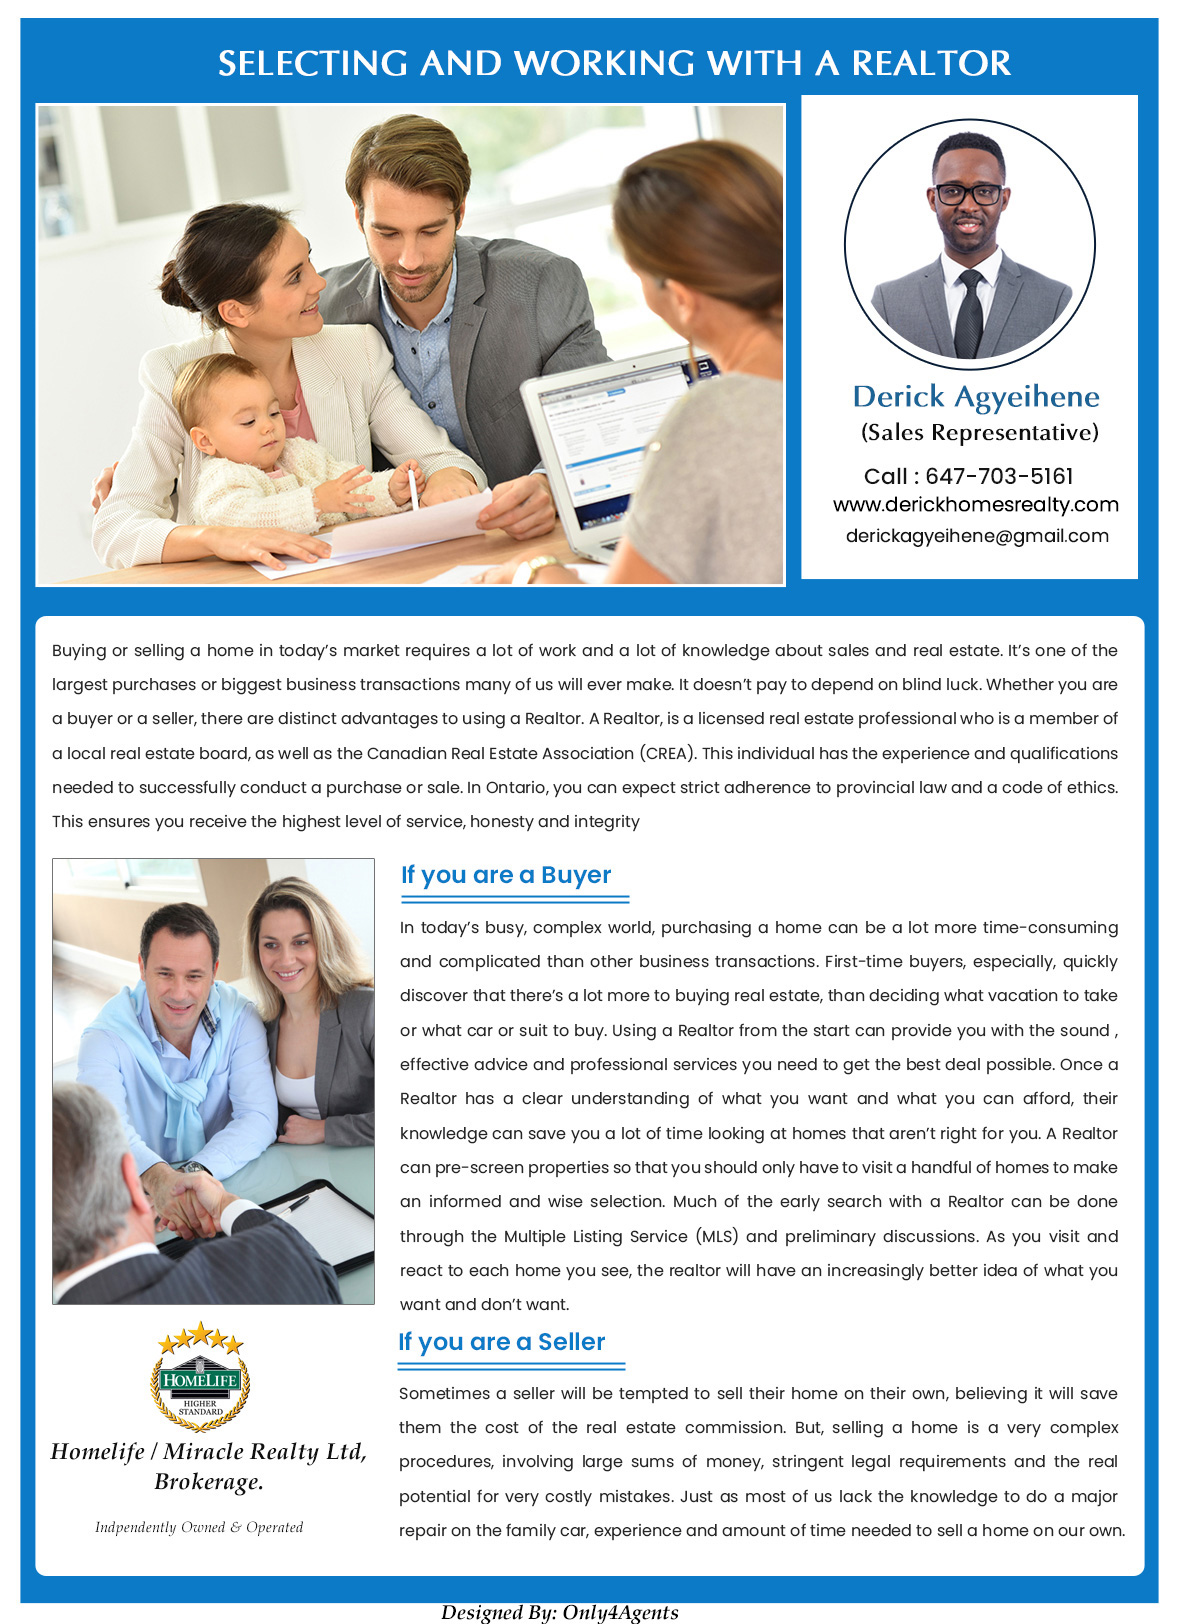 SELECTING AND WORKING WITH A REALTOR
Derick Agyeihene
(Sales Representative)
Call : 647-703-5161
www.derickhomesrealty.com
derickagyeihene@gmail.com
Buying or selling a home in today's market requires a lot of work and a lot of knowledge about sales and real estate. It's one of the
largest purchases or biggest business transactions many of us will ever make. It doesn't pay to depend on blind luck. Whether you are
a buyer or a seller, there are distinct advantages to using a Realtor. A Realtor, is a licensed real estate professional who is a member of
a local real estate board, as well as the Canadian Real Estate Association (CREA). This individual has the experience and qualifications
needed to successfully conduct a purchase or sale. In Ontario, you can expect strict adherence to provincial law and a code of ethics.
This ensures you receive the highest level of service, honesty and integrity
If you are a Buyer
In today's busy, complex world, purchasing a home can be a lot more time-consuming
and complicated than other business transactions. First-time buyers, especially, quickly
discover that there's a lot more to buying real estate, than deciding what vacation to take
or what car or suit to buy. Using a Realtor from the start can provide you with the sound ,
effective advice and professional services you need to get the best deal possible. Once a
Realtor has a clear understanding of what you want and what you can afford, their
knowledge can save you a lot of time looking at homes that aren't right for you. A Realtor
can pre-screen properties so that you should only have to visit a handful of homes to make
an informed and wise selection. Much of the early search with a Realtor can be done
through the Multiple Listing Service (MLS) and preliminary discussions. As you visit and
react to each home you see, the realtor will have an increasingly better idea of what you
want and don't want.
If you are a Seller
Sometimes a seller will be tempted to sell their home on their own, believing it will save
them the cost of the real estate commission. But, selling a home is a very complex
procedures, involving large sums of money, stringent legal requirements and the real
potential for very costly mistakes. Just as most of us lack the knowledge to do a major
repair on the family car, experience and amount of time needed to sell a home on our own.
HOMELIFE
HIGHER
STANDARD
Homelife / Miracle Realty Ltd,
Brokerage.
Indpendently Owned & Operated
Designed By: Only4Agents